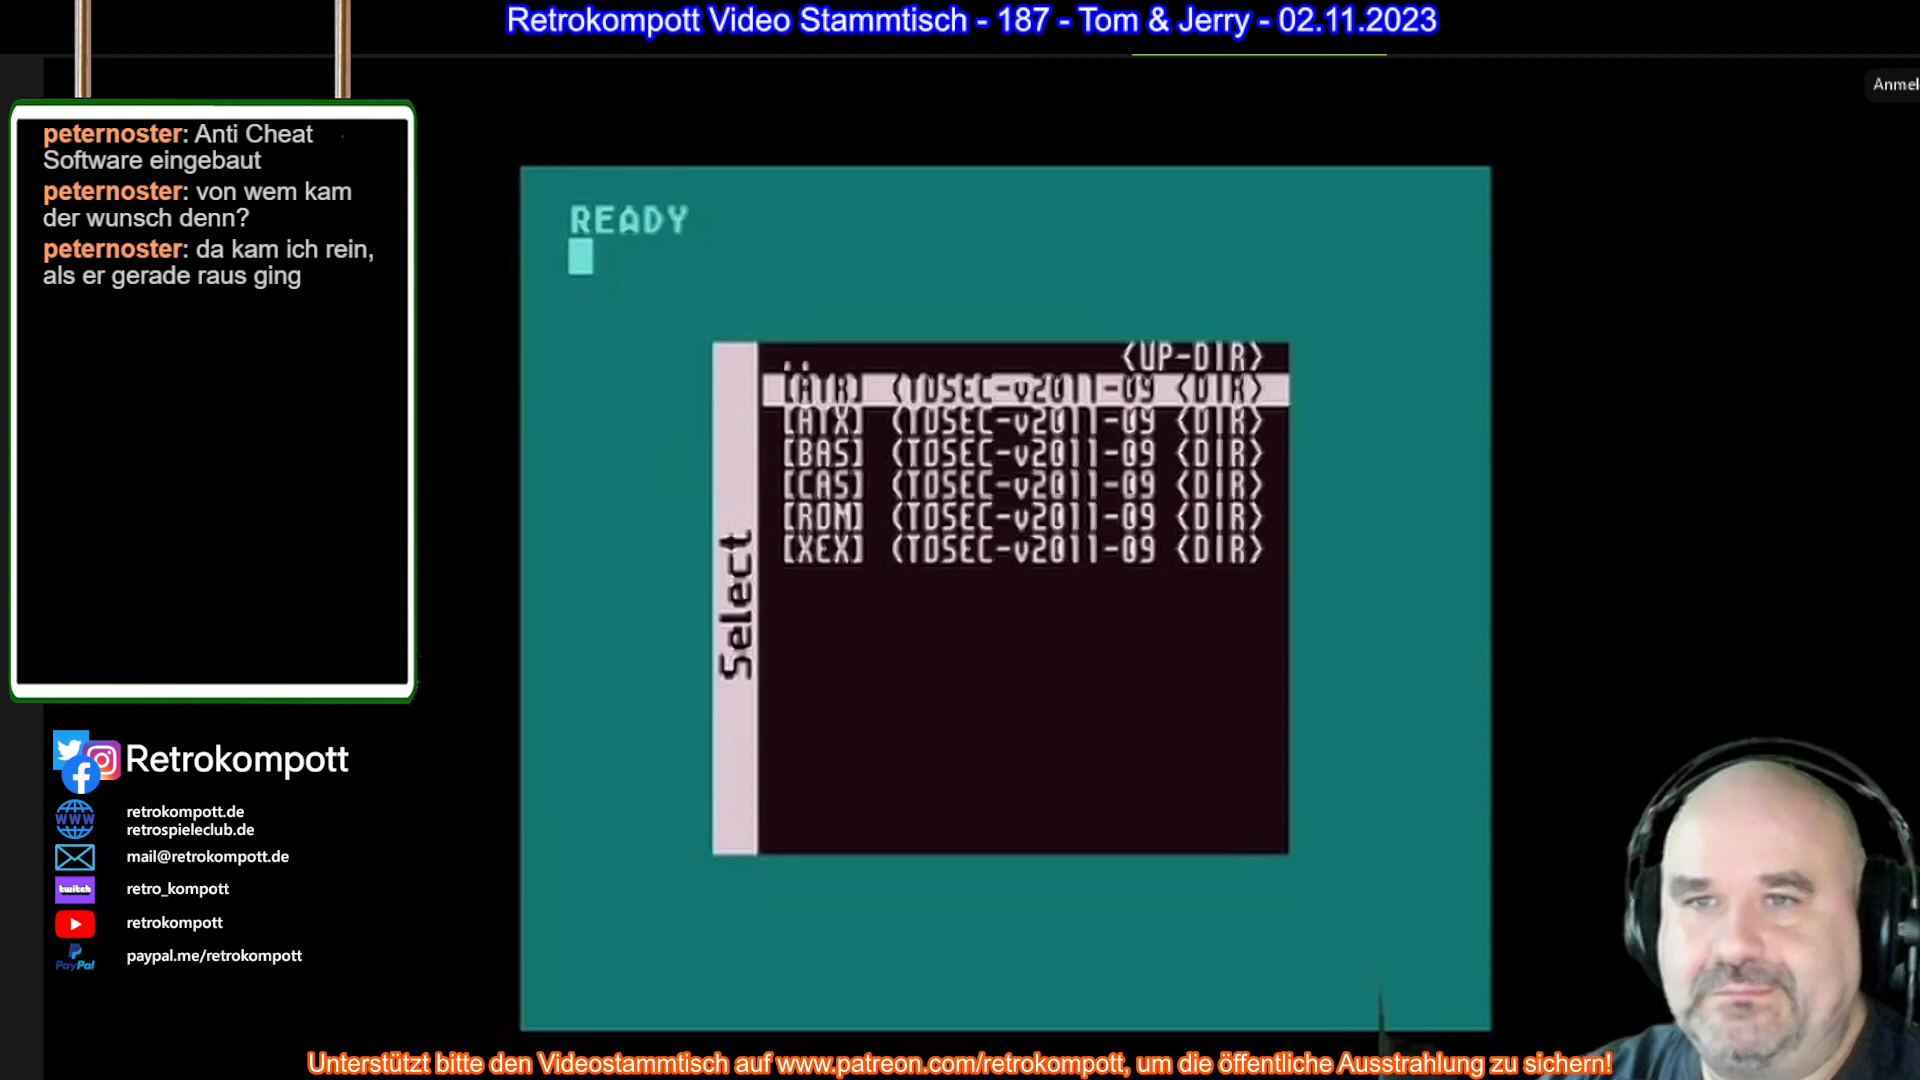 Retrokompott Video Stammtisch - 187 - Tom & Jerry - 02.11.2023
Anmel
peternoster: Anti Cheat
Software eingebaut
peternoster: von wem kam
der wunsch denn?
peternoster: da kam ich rein,
als er gerade raus ging
READY
Select
.. <UP-DIR>
[ATR] (TOSEC-v2011-09 <DIR>
[ATX] (TOSEC-v2011-09 <DIR>
[BAS] (TOSEC-v2011-09 <DIR>
[CAS] (TOSEC-v2011-09 <DIR>
[ROM] (TOSEC-v2011-09 <DIR>
[XEX] (TOSEC-v2011-09 <DIR>
Retrokompott
WWW
retrokompott.de
retrospieleclub.de
mail@retrokompott.de
twitch
retro_kompott
retrokompott
PayPal
paypal.me/retrokompott
Unterstützt bitte den Videostammtisch auf www.patreon.com/retrokompott, um die öffentliche Ausstrahlung zu sichern!